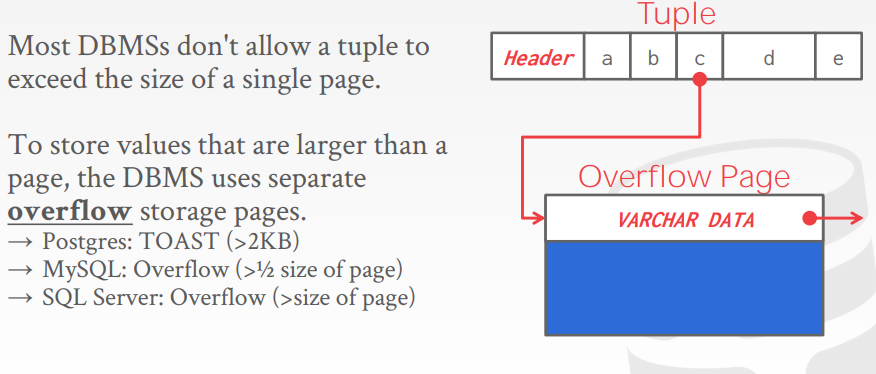 Most DBMSs don't allow a tuple to
exceed the size of a single page.
To store values that are larger than a
page, the DBMS uses separate
overflow storage pages.
→ Postgres: TOAST (>2KB)
→ MySQL: Overflow (>½ size of page)
→ SQL Server: Overflow (>size of page)
Tuple
Header a b c d e
Overflow Page
VARCHAR DATA